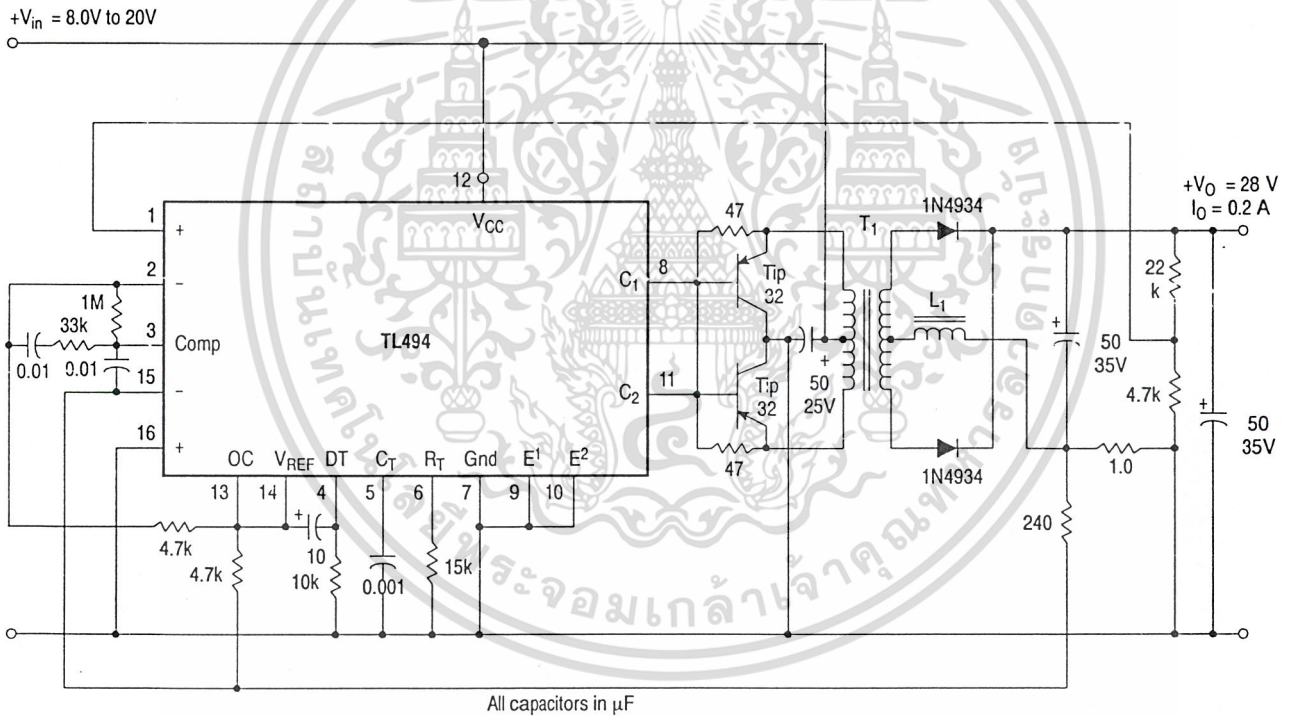 +Vin = 8.0V to 20V
12
VCC
1
+
2
−
1M
33k
3
Comp
0.01
0.01
15
−
16
+
TL494
C1
8
C2
11
OC
VREF
DT
CT
RT
Gnd
E1
E2
13
14
4
5
6
7
9
10
4.7k
4.7k
+
10
10k
0.001
15k
47
Tip
32
Tip
32
47
+
50
25V
T1
1N4934
L1
1N4934
+
50
35V
240
1.0
22
k
4.7k
+VO = 28 V
IO = 0.2 A
+
50
35V
All capacitors in μF